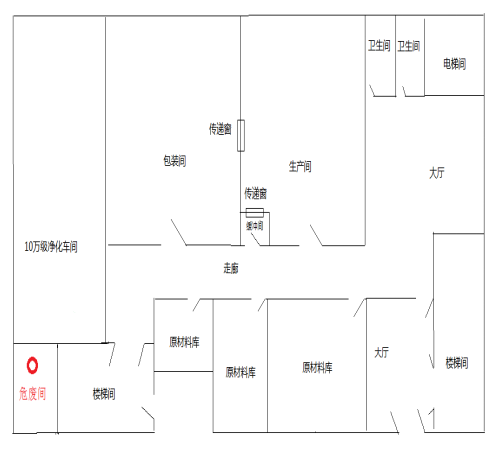 卫生间 卫生间
电梯间
传递窗
包装间
生产间
大厅
传递窗
缓冲间
10万级净化车间
走廊
原材料库
大厅
原材料库
原材料库
楼梯间
危废间
楼梯间